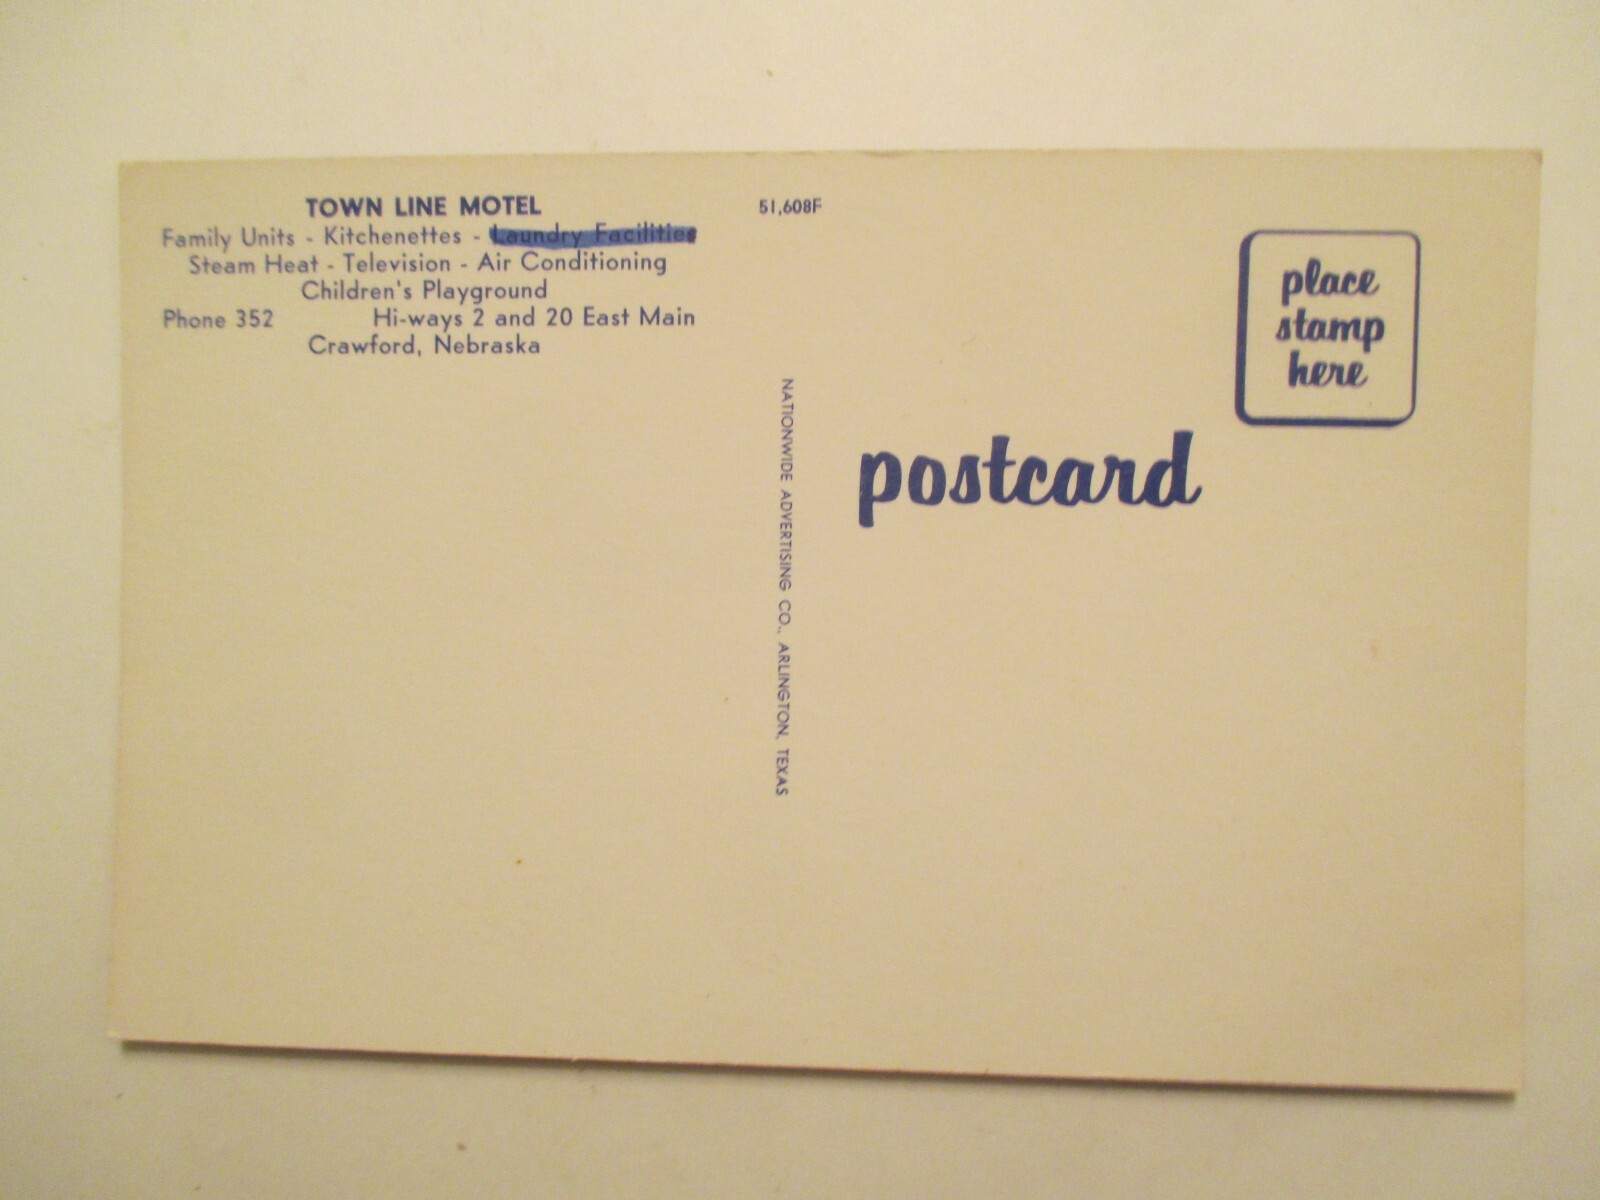 TOWN LINE MOTEL
Family Units - Kitchenettes - Laundry Facilities
Steam Heat - Television - Air Conditioning
Children's Playground
Phone 352 Hi-ways 2 and 20 East Main
Crawford, Nebraska
51,608F
NATIONWIDE ADVERTISING CO., ARLINGTON, TEXAS
place
stamp
here
postcard